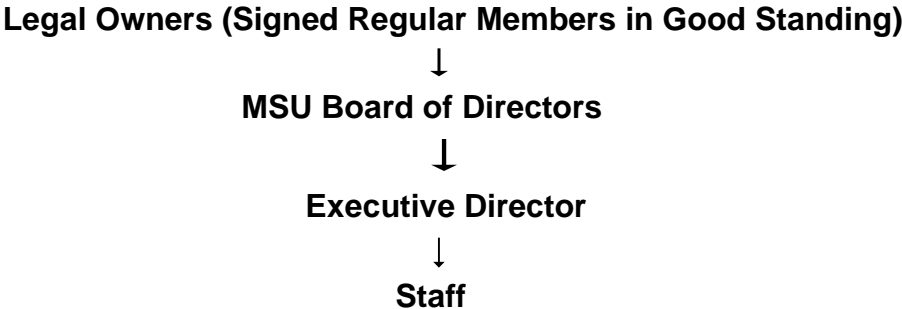 Legal Owners (Signed Regular Members in Good Standing)
↓
MSU Board of Directors
↓
Executive Director
↓
Staff